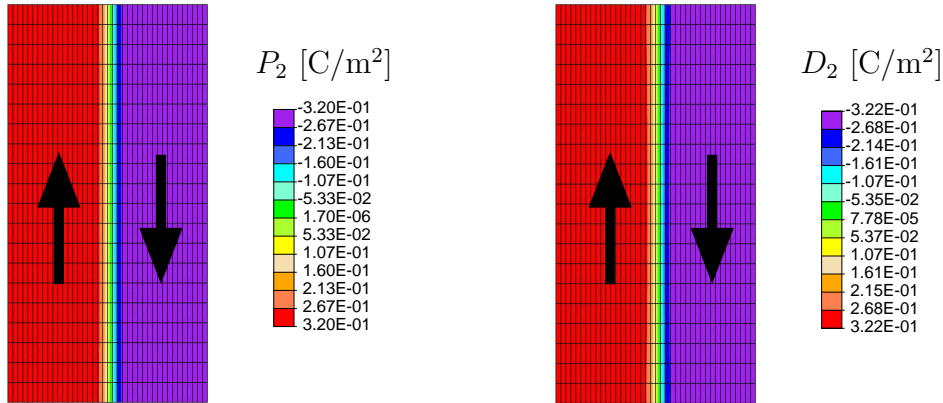 P₂ [C/m²]
-3.20E-01
-2.67E-01
-2.13E-01
-1.60E-01
-1.07E-01
-5.33E-02
1.70E-06
5.33E-02
1.07E-01
1.60E-01
2.13E-01
2.67E-01
3.20E-01
D₂ [C/m²]
-3.22E-01
-2.68E-01
-2.14E-01
-1.61E-01
-1.07E-01
-5.35E-02
7.78E-05
5.37E-02
1.07E-01
1.61E-01
2.15E-01
2.68E-01
3.22E-01